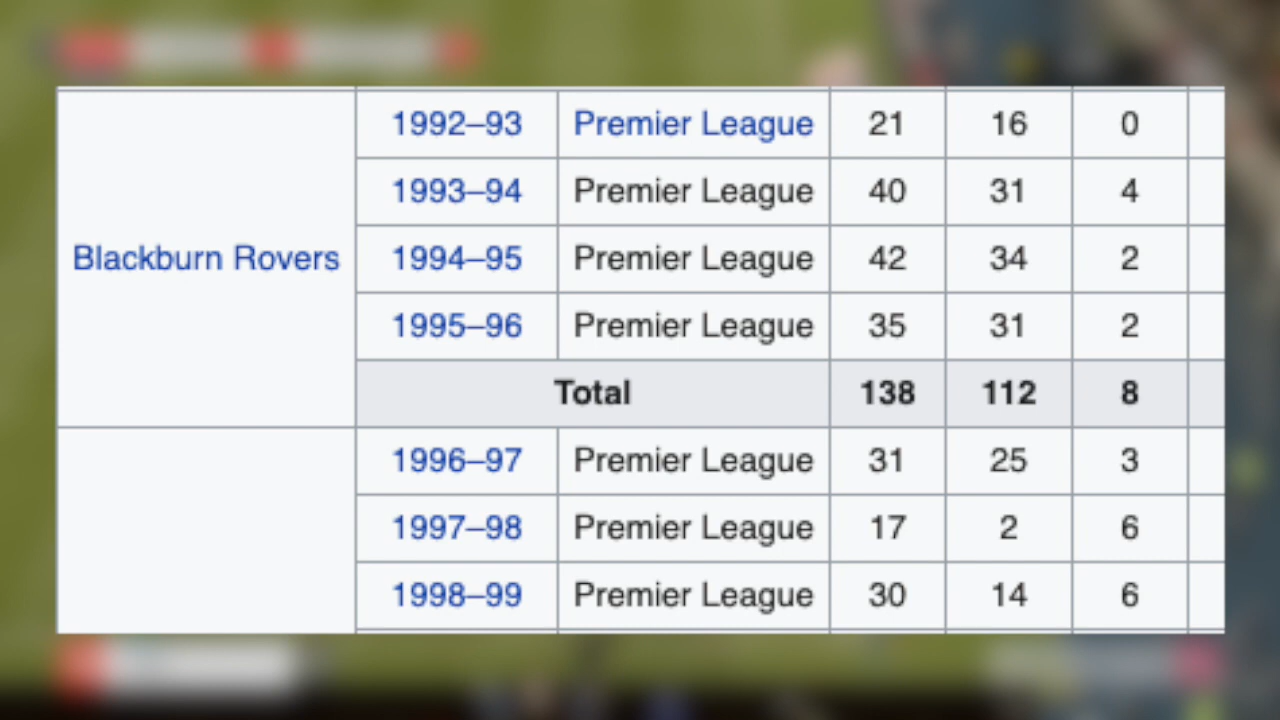 1992–93 Premier League 21 16 0
1993–94 Premier League 40 31 4
Blackburn Rovers 1994–95 Premier League 42 34 2
1995–96 Premier League 35 31 2
Total 138 112 8
1996–97 Premier League 31 25 3
1997–98 Premier League 17 2 6
1998–99 Premier League 30 14 6